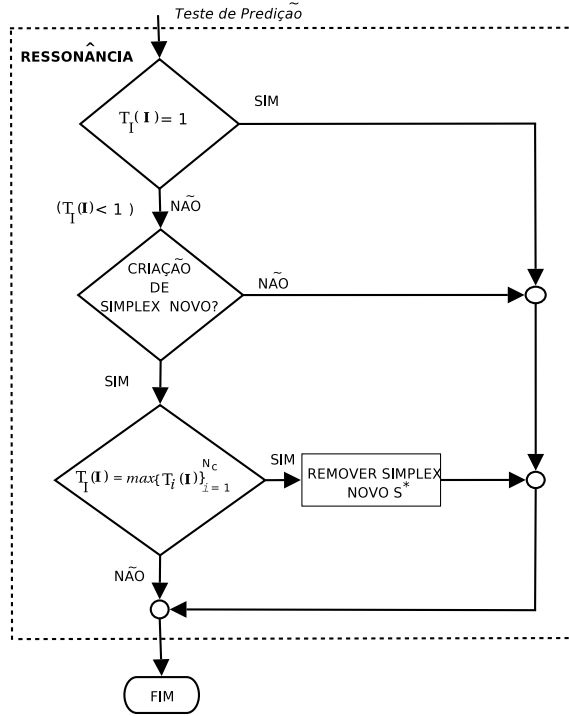 Teste de Predição
RESSONÂNCIA
T_I(I) = 1
SIM
(T_I(I) < 1 )
NÃO
CRIAÇÃO
DE
SIMPLEX NOVO?
NÃO
SIM
T_I(I) = max{T_i(I)}_{i = 1}^{N_c}
SIM
REMOVER SIMPLEX
NOVO S*
NÃO
FIM